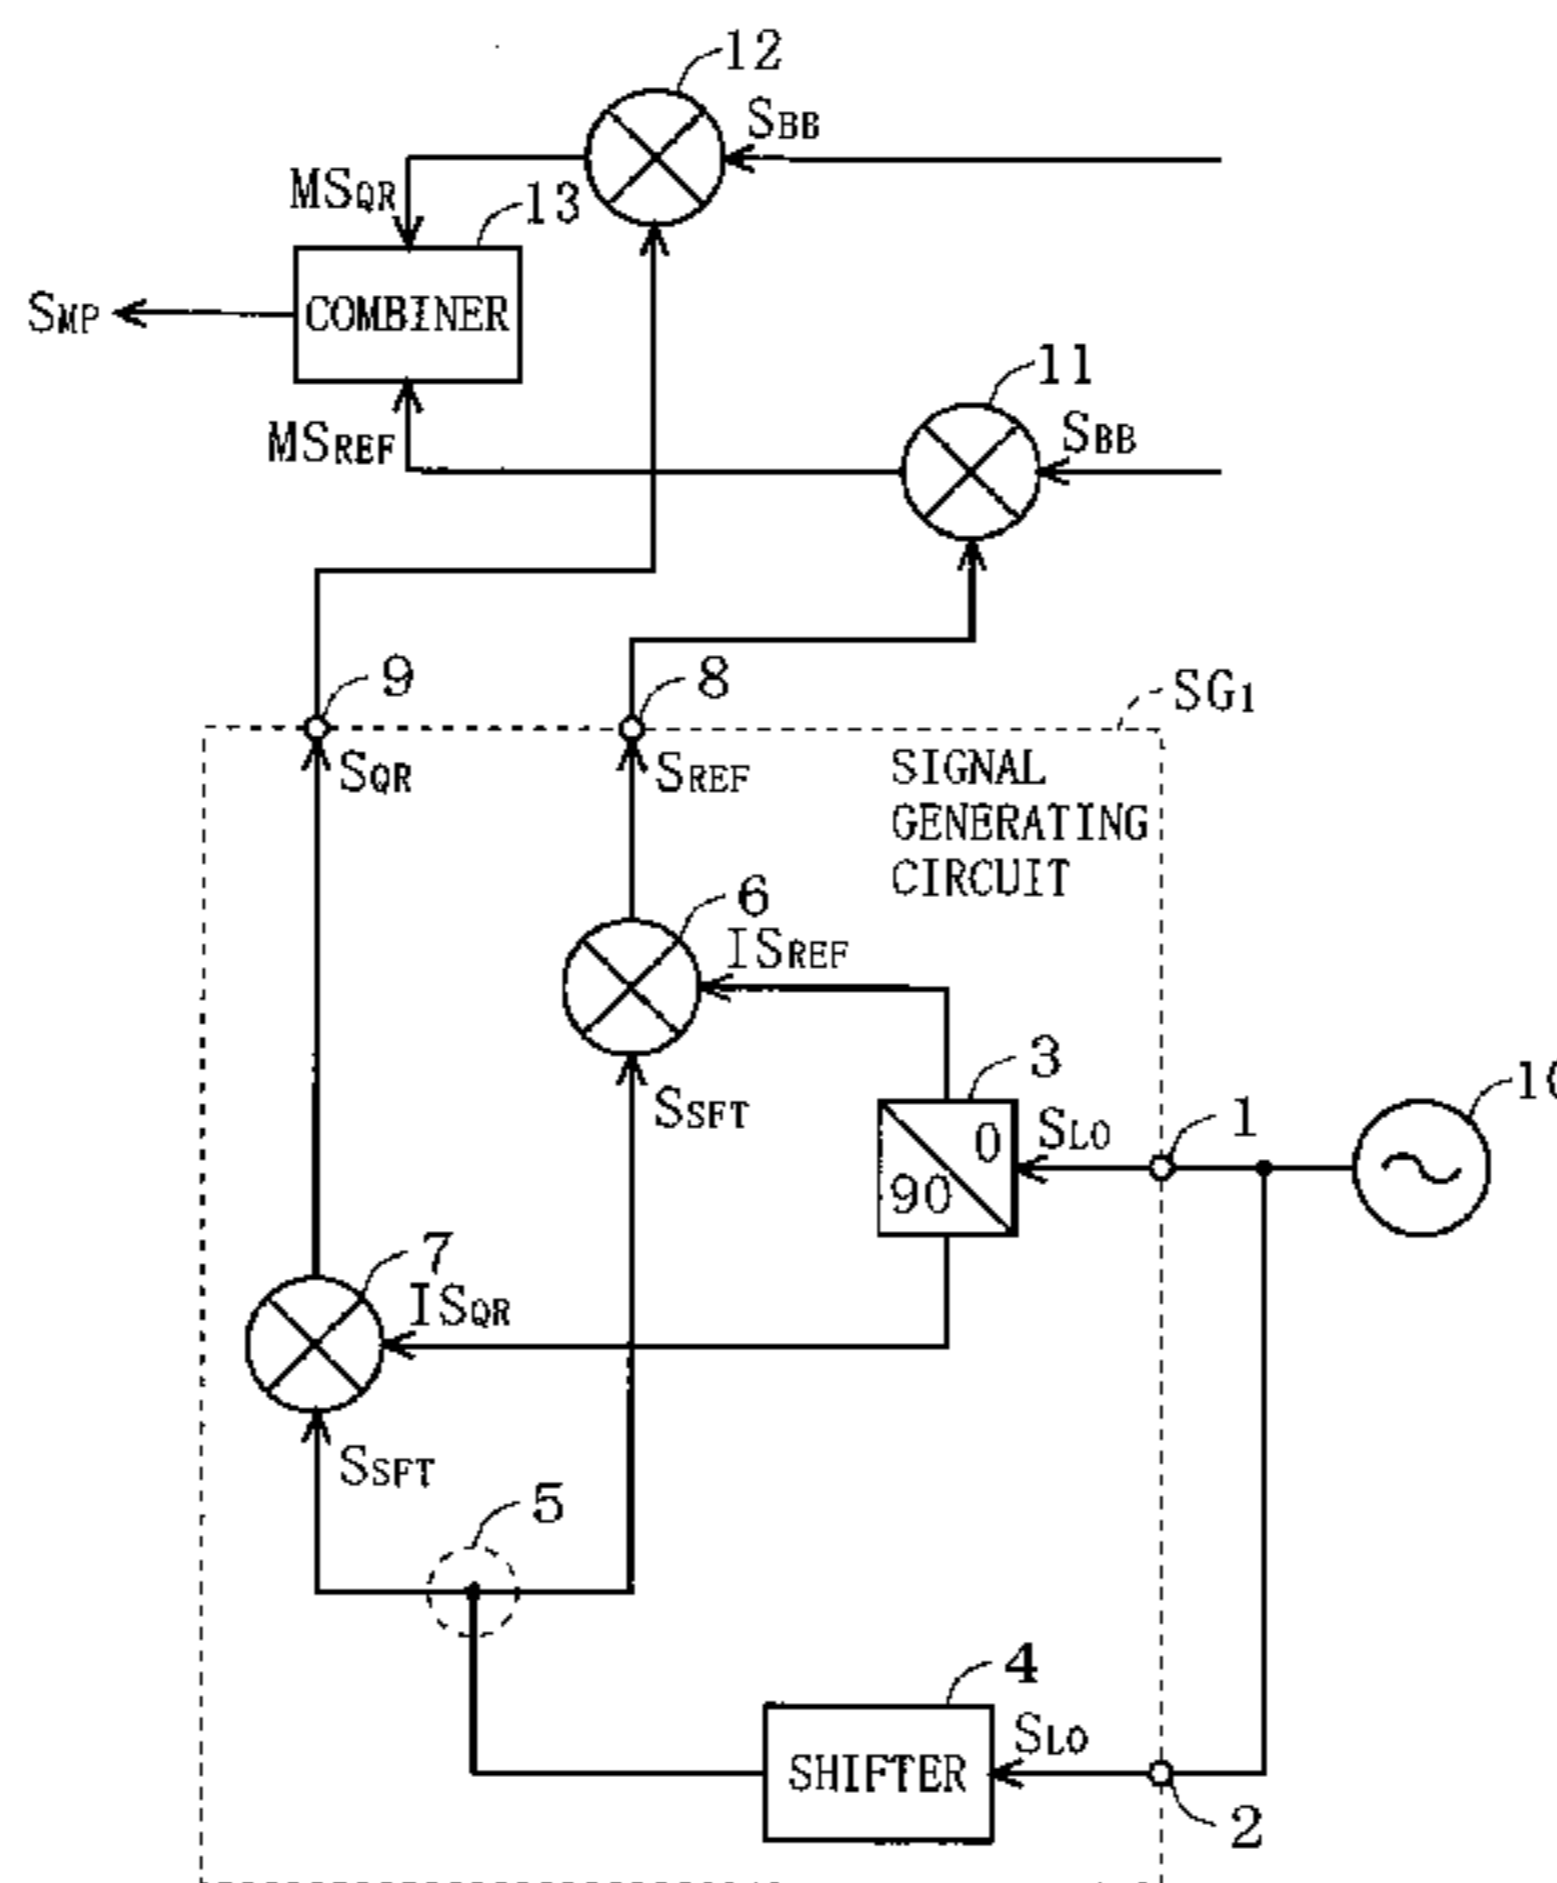 12
SBB
MSQR
13
SMP
COMBINER
11
MSREF
SBB
9
8
SG1
SQR
SREF
SIGNAL
GENERATING
CIRCUIT
6
ISREF
3
SSFT
SLO
1
10
0
90
7
ISQR
SSFT
5
4
SLO
SHIFTER
2